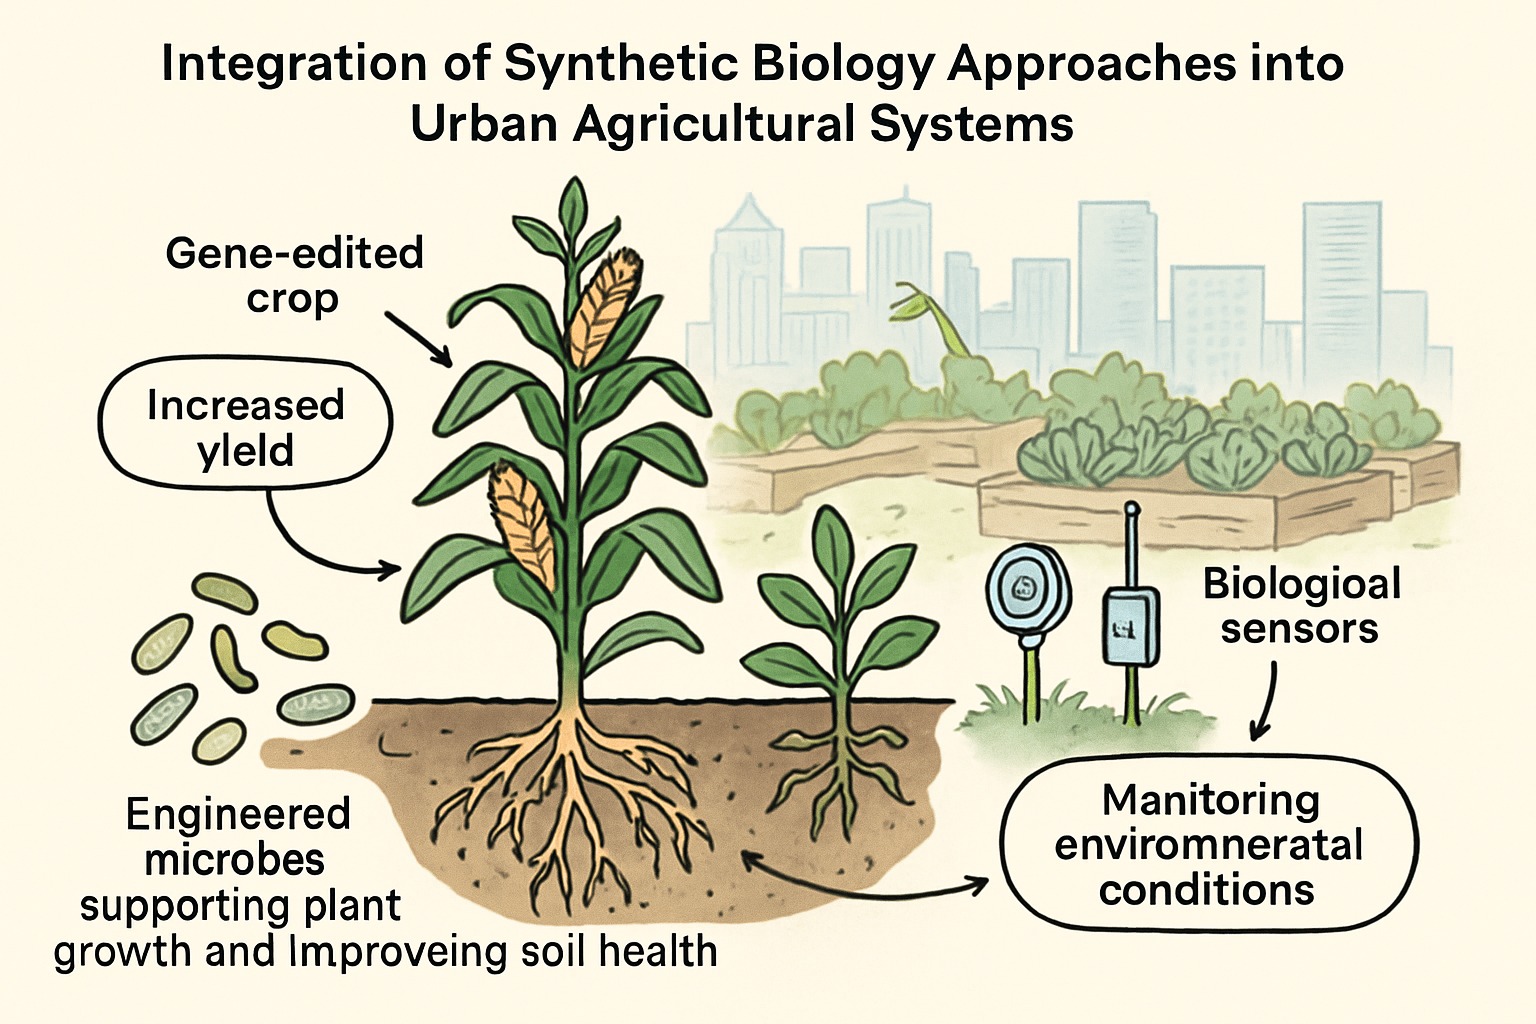 Integration of Synthetic Biology Approaches into
Urban Agricultural Systems
Gene-edited
crop
Increased
yleld
Biologioal
sensors
Manitoring
enviromneratal
conditions
Engineered
microbes
supporting plant
growth and Improveing soil health